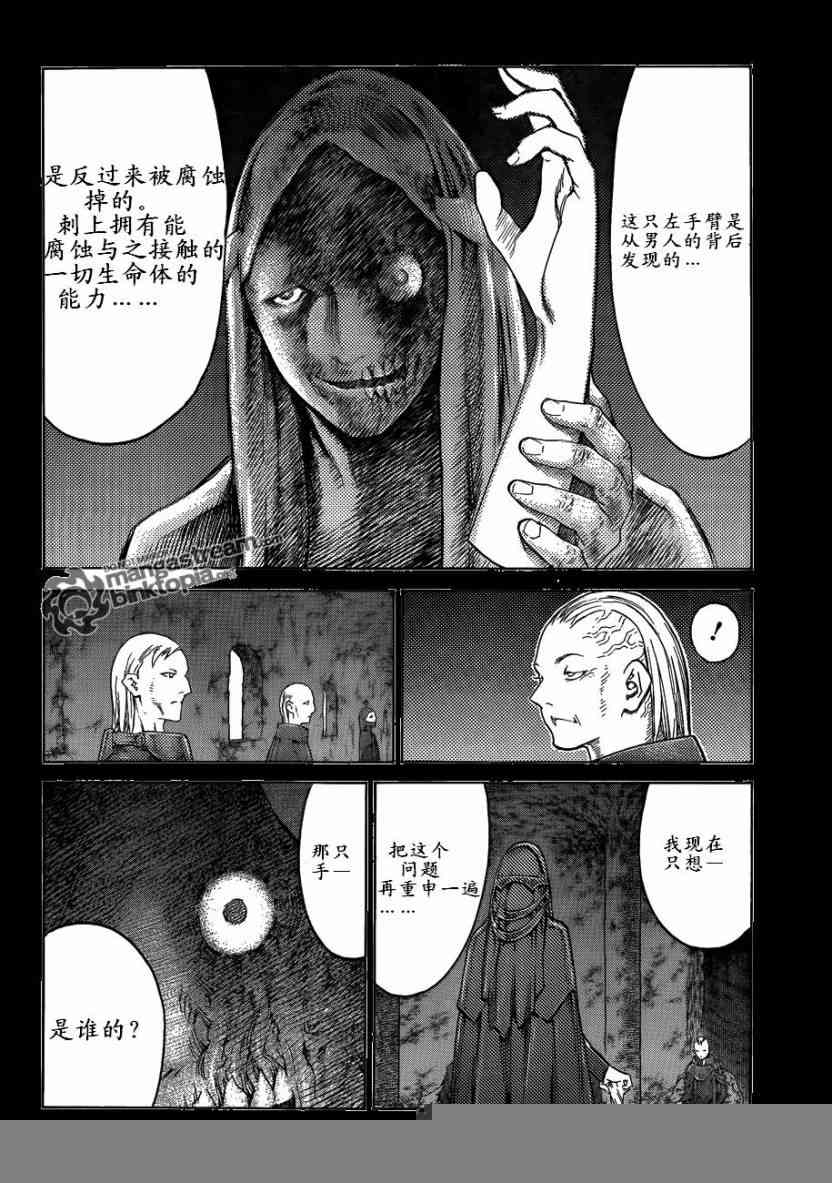 这只左手臂是
从男人的背后
发现的…
是反过来被腐蚀
掉的。
刺上拥有能
腐蚀与之接触的
一切生命体的
能力……
mangastream.com
binktopia.org
！
我现在
只想—
把这个
问题
再重申一遍
……
那只
手—
是谁的？